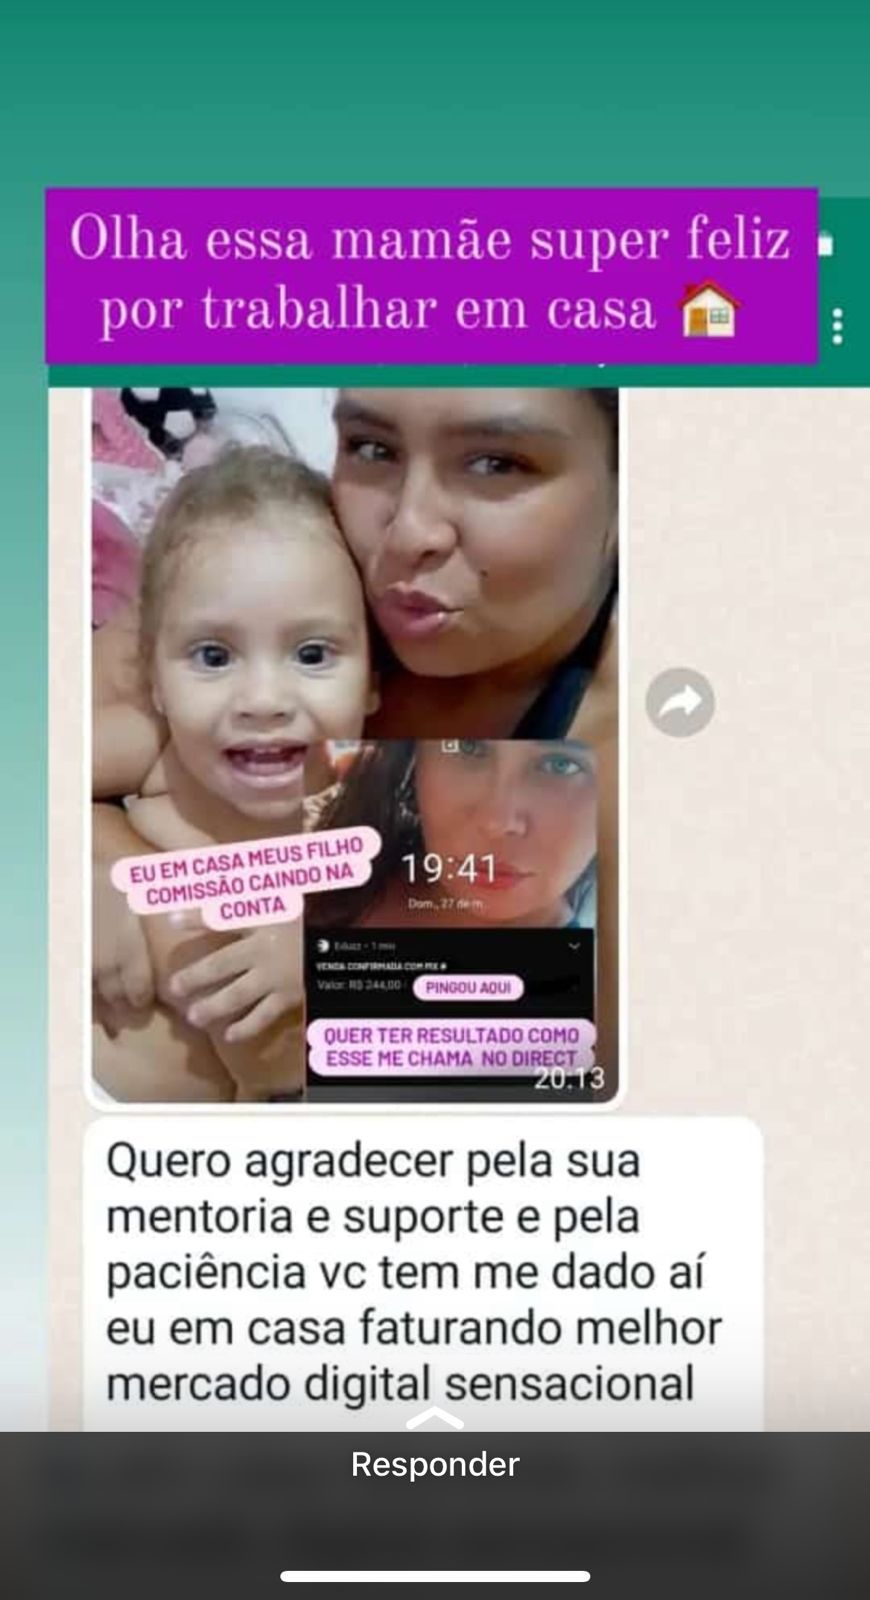 Olha essa mamãe super feliz
por trabalhar em casa 🏠
EU EM CASA MEUS FILHO
COMISSÃO CAINDO NA
CONTA
19:41
Dom., 27 de m..
Eduzz • 1 min
VENDA CONFIRMADA COM MX
Valor: R$ 244,00
PINGOU AQUI
QUER TER RESULTADO COMO
ESSE ME CHAMA NO DIRECT
20:13
Quero agradecer pela sua
mentoria e suporte e pela
paciência vc tem me dado aí
eu em casa faturando melhor
mercado digital sensacional
Responder